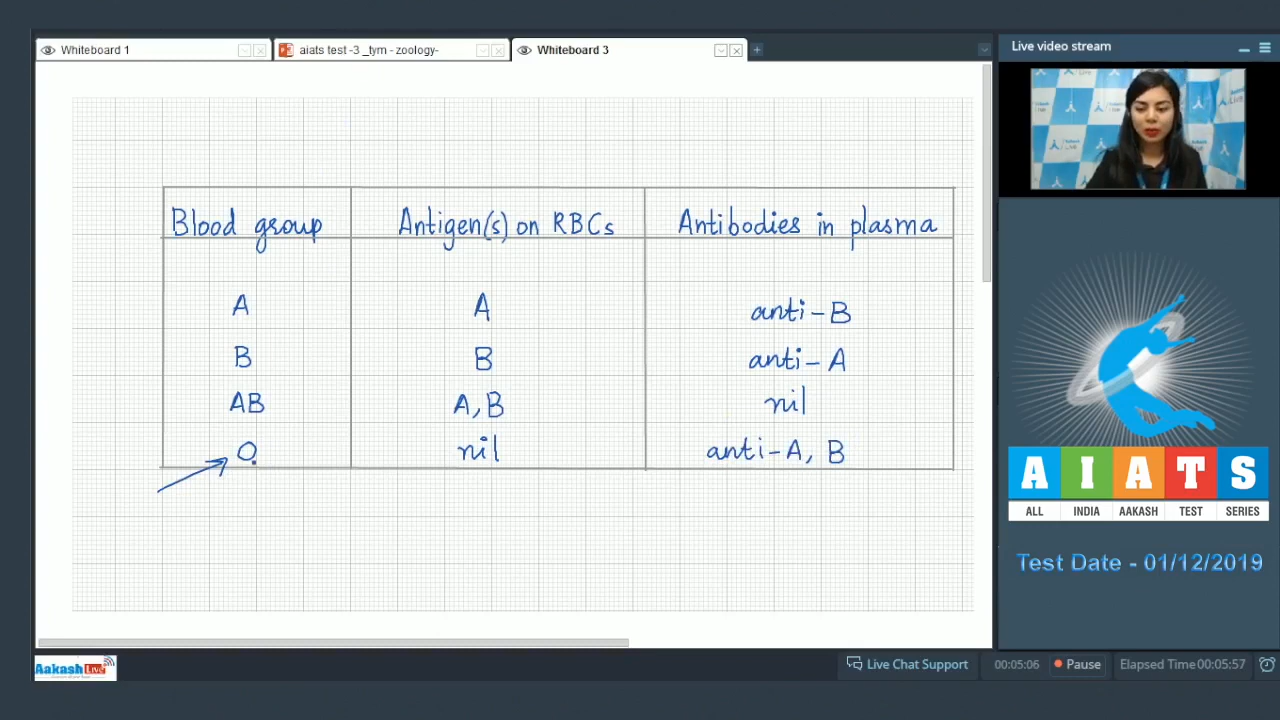 Whiteboard 1
aiats test -3 _tym - zoology-
Whiteboard 3
Live video stream
Blood group Antigen(s) on RBCs Antibodies in plasma
A A anti-B
B B anti-A
AB A, B nil
O nil anti-A, B
A I A T S
ALL INDIA AAKASH TEST SERIES
Test Date - 01/12/2019
Aakash Live
Live Chat Support 00:05:06 Pause Elapsed Time 00:05:57